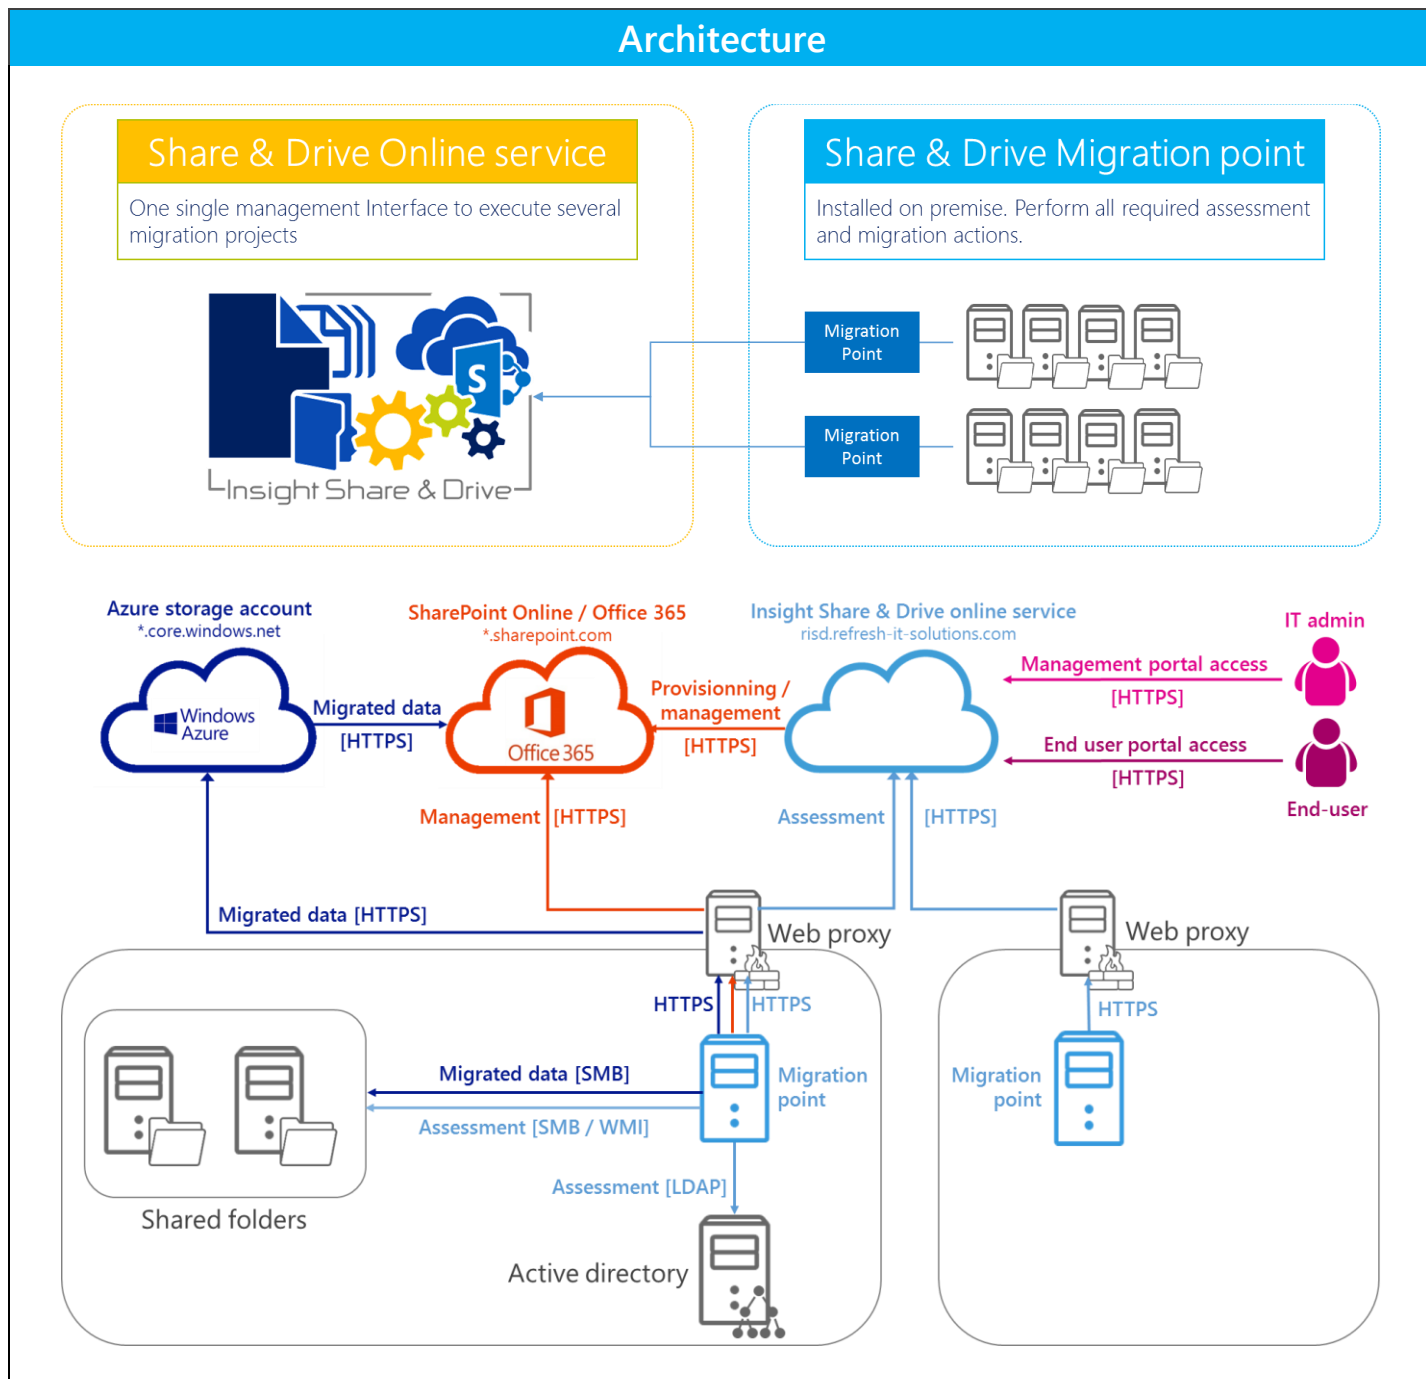 Architecture
Share & Drive Online service
One single management Interface to execute several
migration projects
Insight Share & Drive
Share & Drive Migration point
Installed on premise. Perform all required assessment
and migration actions.
Migration
Point
Migration
Point
S
Azure storage account
*.core.windows.net
Windows
Azure
Migrated data
[HTTPS]
SharePoint Online / Office 365
*.sharepoint.com
Office 365
Provisionning /
management
[HTTPS]
Insight Share & Drive online service
risd.refresh-it-solutions.com
IT admin
Management portal access
[HTTPS]
End user portal access
[HTTPS]
End-user
Management [HTTPS]
Assessment [HTTPS]
Migrated data [HTTPS]
Web proxy
Web proxy
HTTPS
HTTPS
HTTPS
Migrated data [SMB]
Assessment [SMB / WMI]
Migration
point
Migration
point
Assessment [LDAP]
Shared folders
Active directory